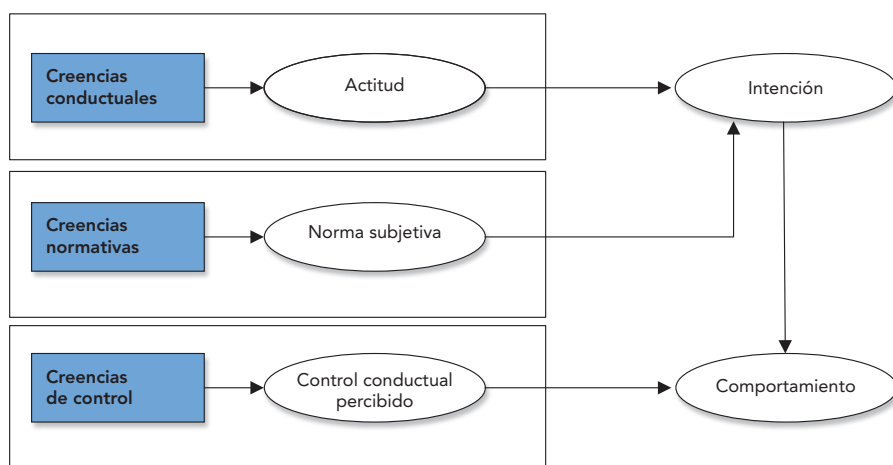 Creencias
conductuales
Actitud
Intención
Creencias
normativas
Norma subjetiva
Creencias
de control
Control conductual
percibido
Comportamiento